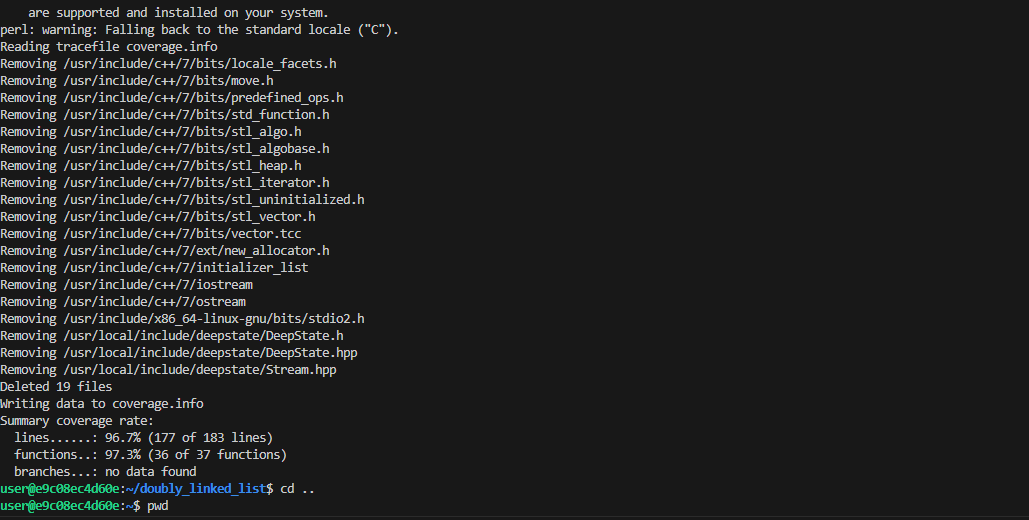 are supported and installed on your system.
perl: warning: Falling back to the standard locale ("C").
Reading tracefile coverage.info
Removing /usr/include/c++/7/bits/locale_facets.h
Removing /usr/include/c++/7/bits/move.h
Removing /usr/include/c++/7/bits/predefined_ops.h
Removing /usr/include/c++/7/bits/std_function.h
Removing /usr/include/c++/7/bits/stl_algo.h
Removing /usr/include/c++/7/bits/stl_algobase.h
Removing /usr/include/c++/7/bits/stl_heap.h
Removing /usr/include/c++/7/bits/stl_iterator.h
Removing /usr/include/c++/7/bits/stl_uninitialized.h
Removing /usr/include/c++/7/bits/stl_vector.h
Removing /usr/include/c++/7/bits/vector.tcc
Removing /usr/include/c++/7/ext/new_allocator.h
Removing /usr/include/c++/7/initializer_list
Removing /usr/include/c++/7/iostream
Removing /usr/include/c++/7/ostream
Removing /usr/include/x86_64-linux-gnu/bits/stdio2.h
Removing /usr/local/include/deepstate/DeepState.h
Removing /usr/local/include/deepstate/DeepState.hpp
Removing /usr/local/include/deepstate/Stream.hpp
Deleted 19 files
Writing data to coverage.info
Summary coverage rate:
  lines......: 96.7% (177 of 183 lines)
  functions..: 97.3% (36 of 37 functions)
  branches...: no data found
user@e9c08ec4d60e:~/doubly_linked_list$ cd ..
user@e9c08ec4d60e:~$ pwd